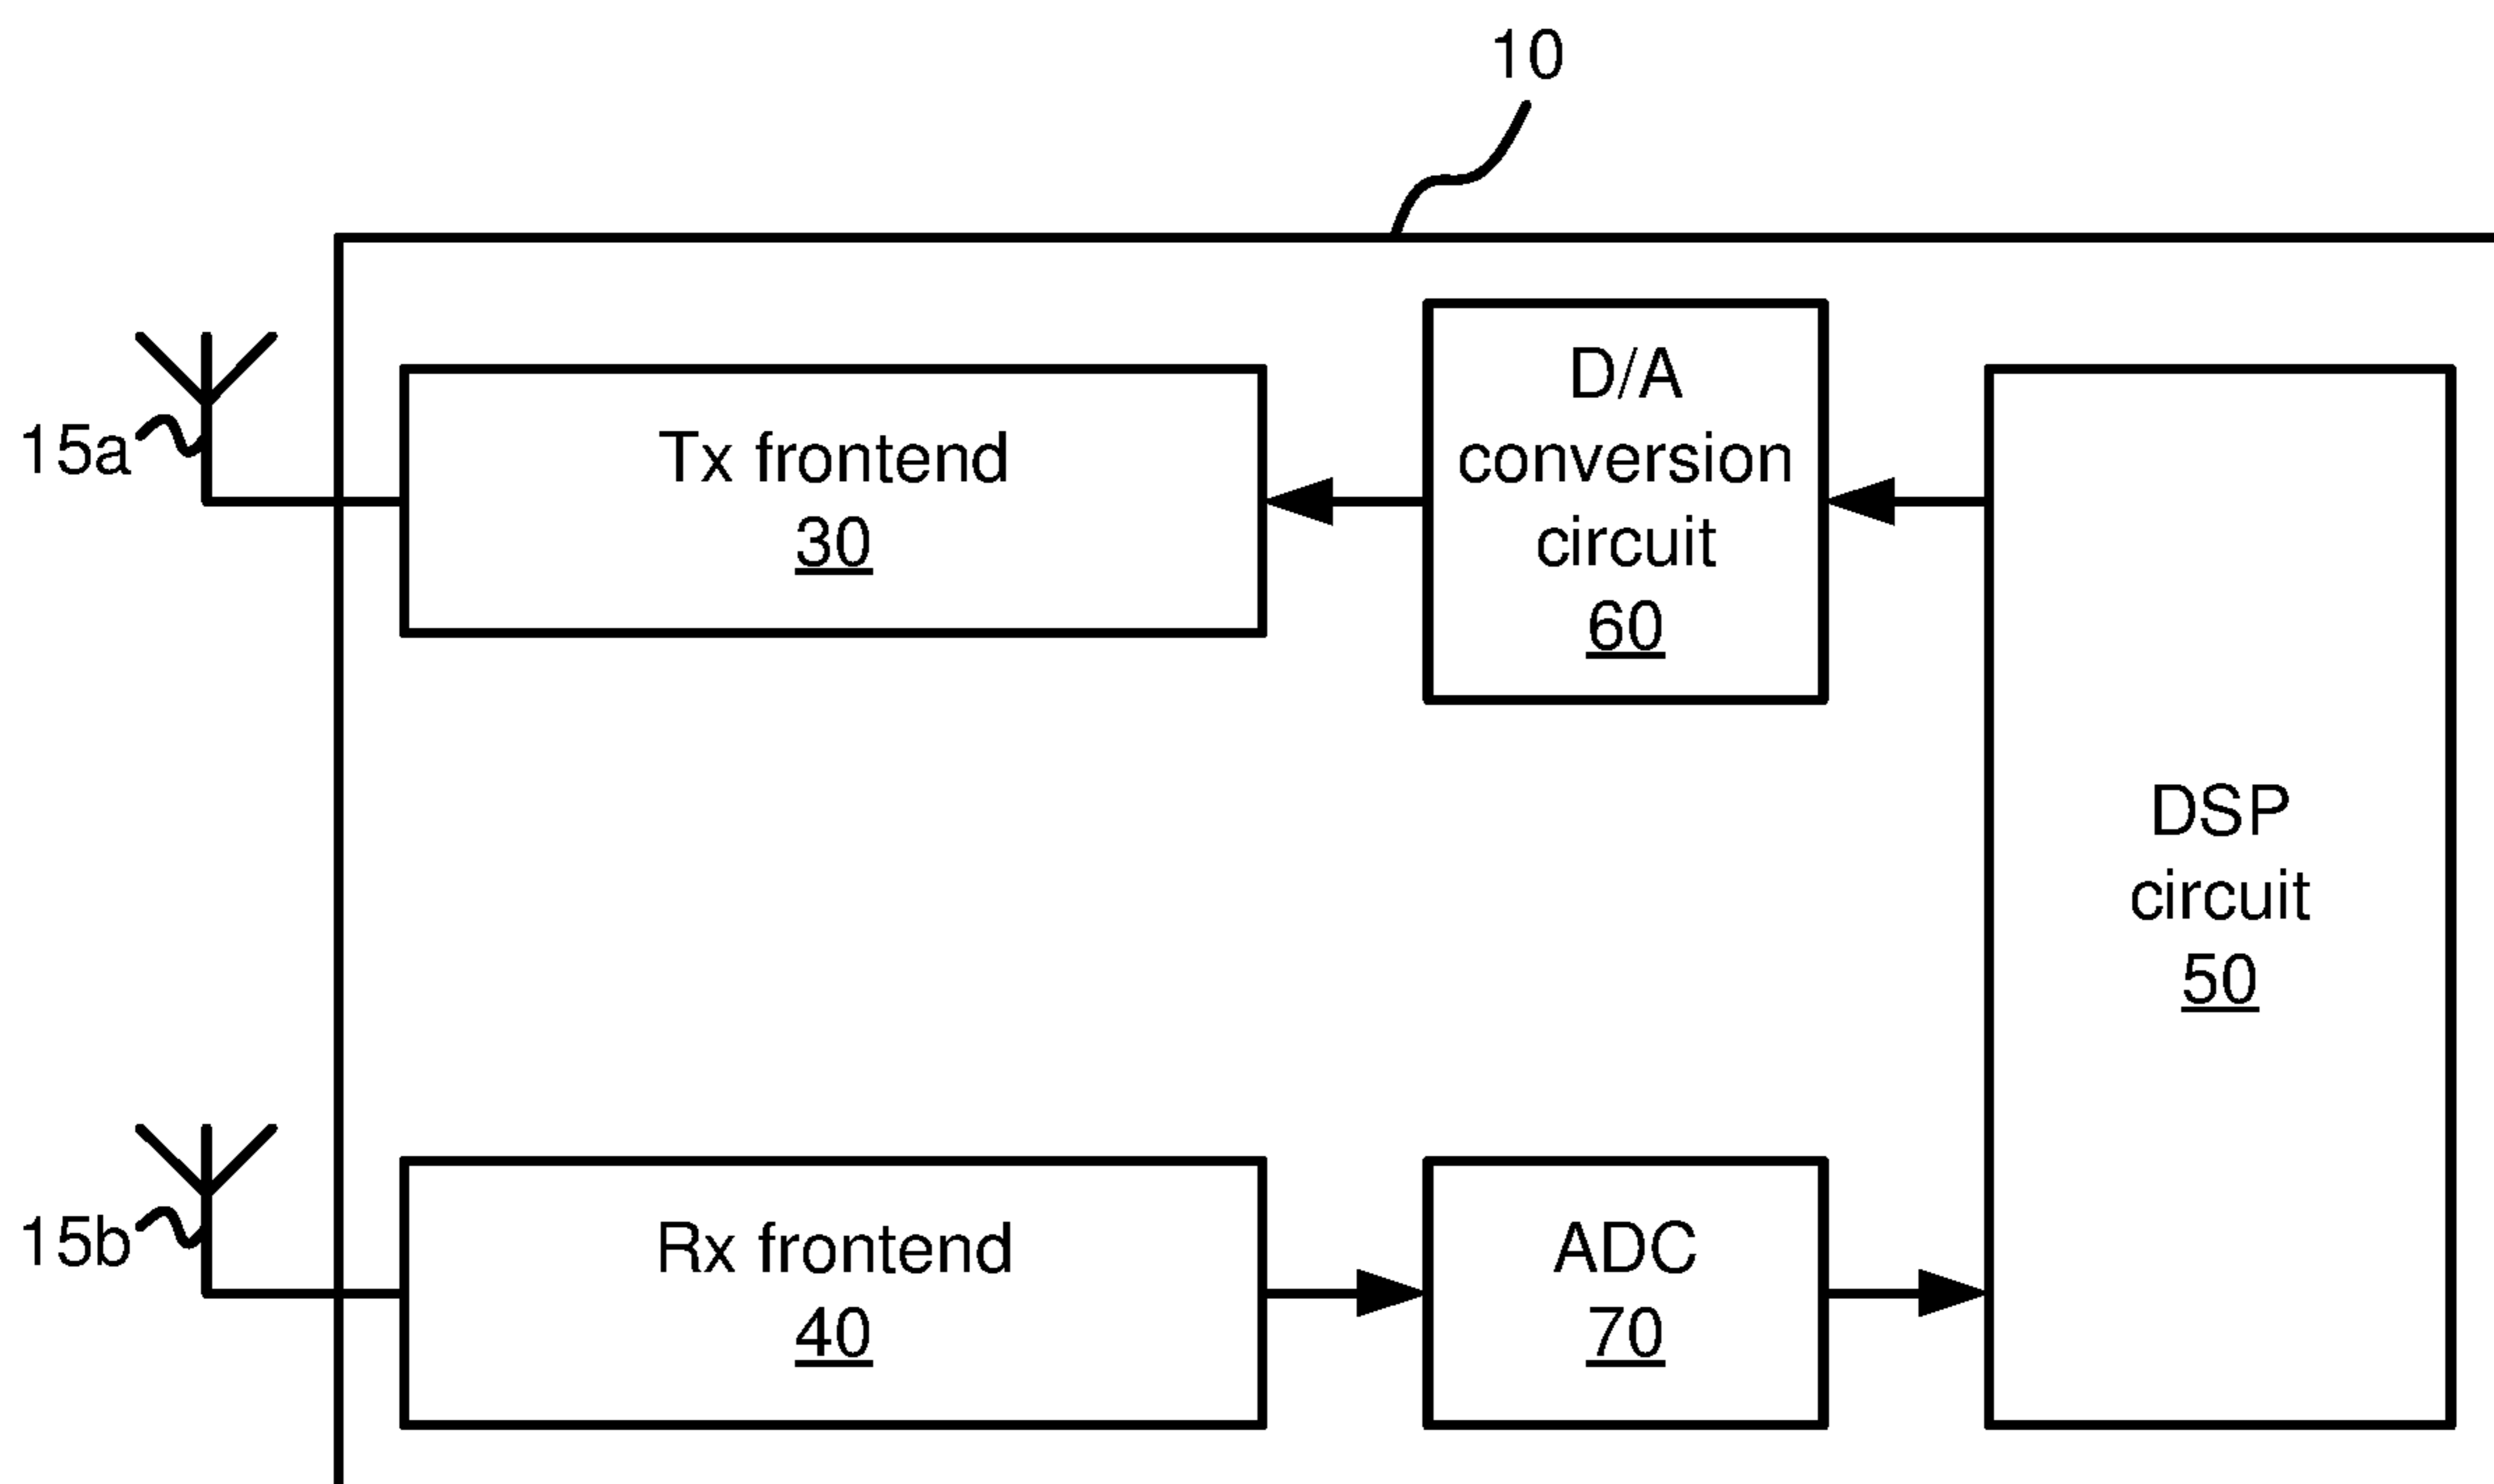 10
15a
Tx frontend
30
D/A
conversion
circuit
60
DSP
circuit
50
15b
Rx frontend
40
ADC
70